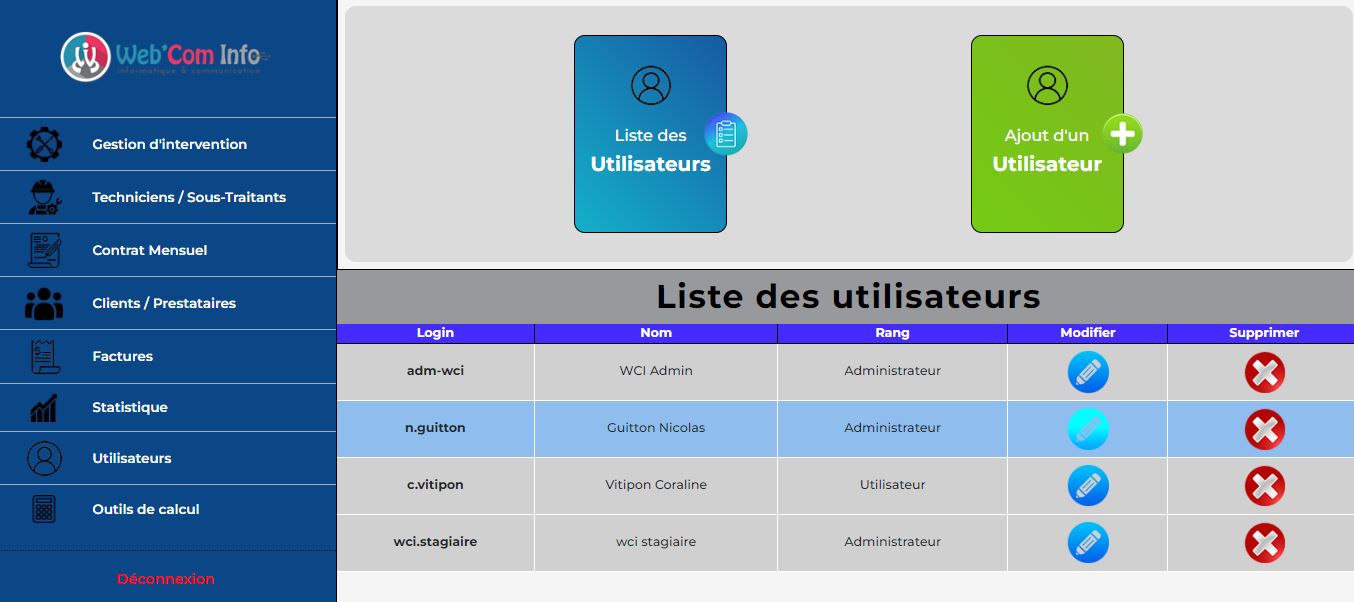 Web'Com Info
Informatique & communication
Gestion d'intervention
Techniciens / Sous-Traitants
Contrat Mensuel
Clients / Prestataires
Factures
Statistique
Utilisateurs
Outils de calcul
Déconnexion
Liste des
Utilisateurs
Ajout d'un
Utilisateur
Liste des utilisateurs
Login Nom Rang Modifier Supprimer
adm-wci WCI Admin Administrateur
n.guitton Guitton Nicolas Administrateur
c.vitipon Vitipon Coraline Utilisateur
wci.stagiaire wci stagiaire Administrateur